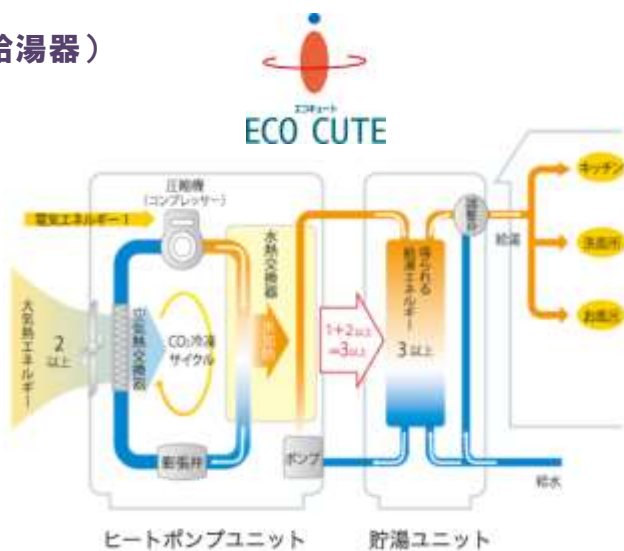 給湯器）
エコキュート
ECO CUTE
圧縮機
（コンプレッサー）
電気エネルギー1
大気熱エネルギー
2
以上
空気熱交換器
CO₂冷凍
サイクル
水熱交換器
膨張弁
ポンプ
1+2以上
=3以上
得られる
給湯エネルギー
3以上
調整弁
給湯
キッチン
洗面所
お風呂
給水
ヒートポンプユニット
貯湯ユニット